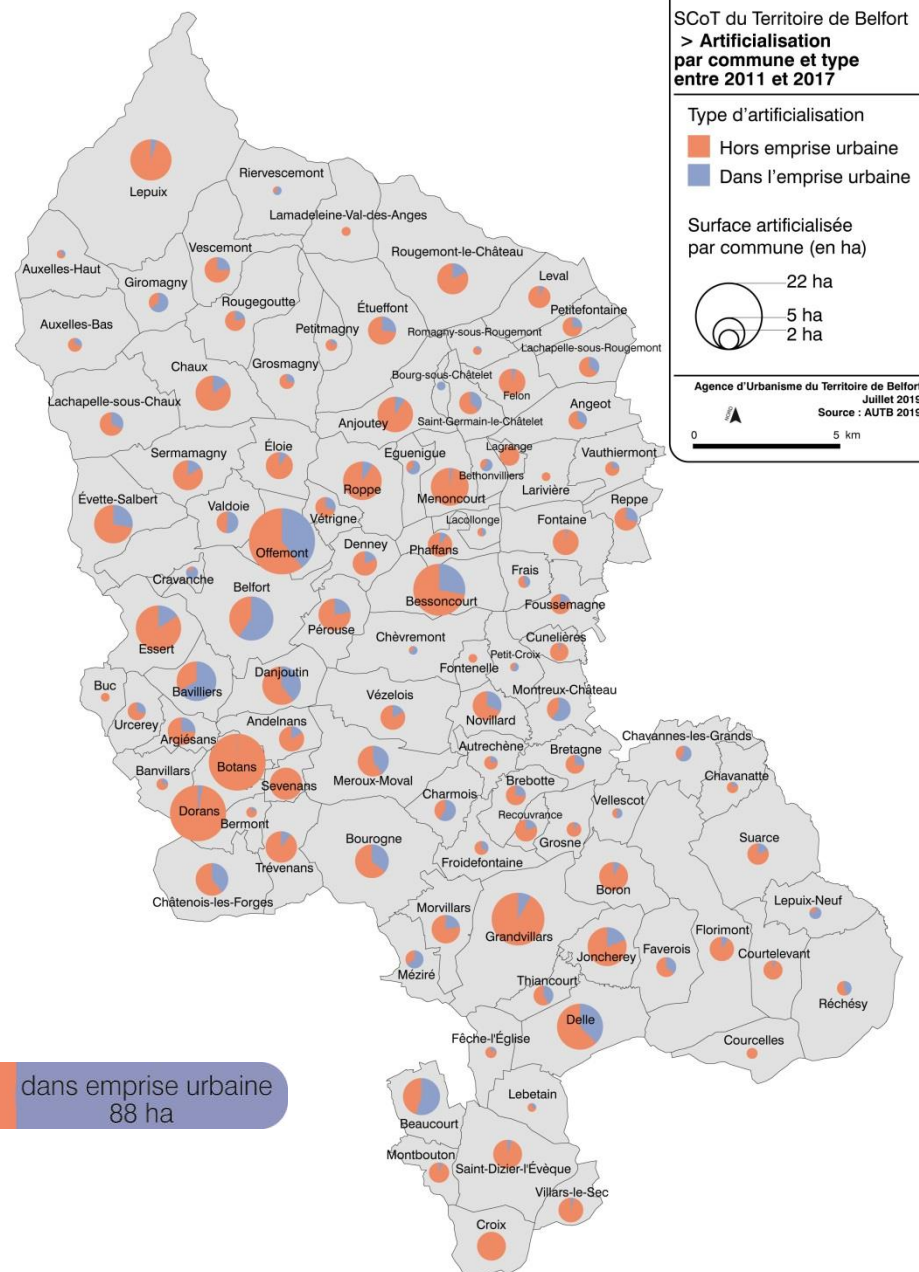 SCoT du Territoire de Belfort
> Artificialisation
par commune et type
entre 2011 et 2017
Type d'artificialisation
Hors emprise urbaine
Dans l'emprise urbaine
Surface artificialisée
par commune (en ha)
22 ha
5 ha
2 ha
Agence d'Urbanisme du Territoire de Belfort
Juillet 2019
Source : AUTB 2019
NORD
0 5 km
Lepuix
Riervescemont
Lamadeleine-Val-des-Anges
Auxelles-Haut
Vescemont
Rougemont-le-Château
Giromagny
Leval
Auxelles-Bas
Rougegoutte
Étueffont
Petitefontaine
Petitmagny
Romagny-sous-Rougemont
Lachapelle-sous-Rougemont
Chaux
Grosmagny
Bourg-sous-Châtelet
Felon
Lachapelle-sous-Chaux
Anjoutey
Saint-Germain-le-Châtelet
Angeot
Sermamagny
Éloie
Eguenigue
Lagrange
Bethonvilliers
Vauthiermont
Roppe
Menoncourt
Larivière
Évette-Salbert
Valdoie
Vétrigne
Lacollonge
Fontaine
Reppe
Offemont
Denney
Phaffans
Cravanche
Belfort
Bessoncourt
Frais
Foussemagne
Essert
Pérouse
Chèvremont
Cunelières
Fontenelle
Petit-Croix
Buc
Bavilliers
Danjoutin
Vézelois
Montreux-Château
Urcerey
Argiésans
Andelnans
Novillard
Chavannes-les-Grands
Banvillars
Botans
Sevenans
Meroux-Moval
Autrechêne
Bretagne
Chavanatte
Dorans
Bermont
Charmois
Brebotte
Vellescot
Recouvrance
Suarce
Trévenans
Bourogne
Froidefontaine
Grosne
Châtenois-les-Forges
Boron
Lepuix-Neuf
Morvillars
Grandvillars
Joncherey
Faverois
Florimont
Courtelevant
Méziré
Thiancourt
Réchésy
Delle
Fêche-l'Église
Courcelles
dans emprise urbaine
88 ha
Lebetain
Beaucourt
Montbouton
Saint-Dizier-l'Évèque
Villars-le-Sec
Croix